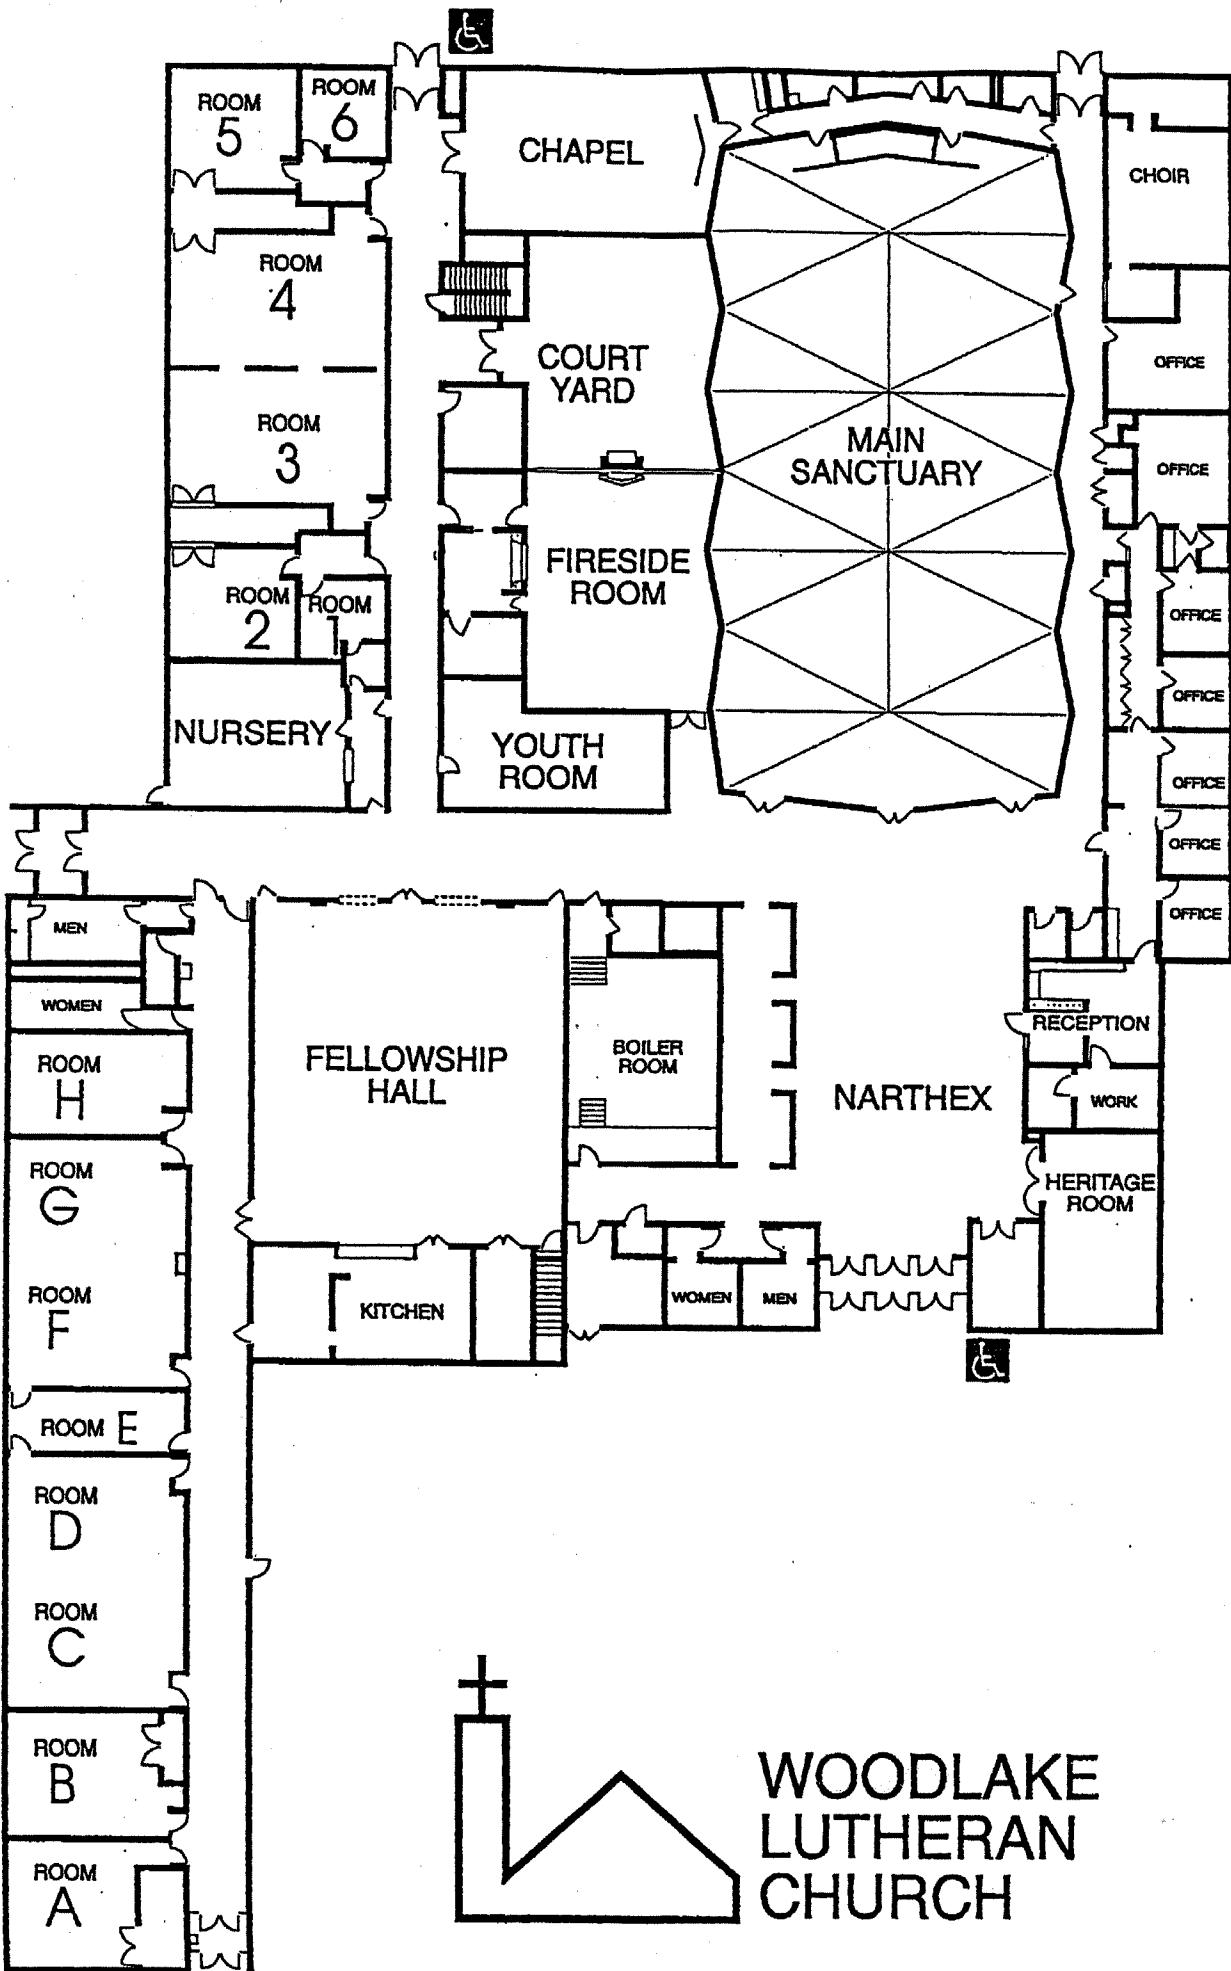 ROOM
5
ROOM
6
CHAPEL
CHOIR
ROOM
4
COURT
YARD
OFFICE
ROOM
3
MAIN
SANCTUARY
OFFICE
FIRESIDE
ROOM
ROOM
2
ROOM
1
OFFICE
OFFICE
NURSERY
YOUTH
ROOM
OFFICE
OFFICE
OFFICE
MEN
WOMEN
RECEPTION
FELLOWSHIP
HALL
BOILER
ROOM
NARTHEX
WORK
ROOM
H
ROOM
G
HERITAGE
ROOM
ROOM
F
KITCHEN
WOMEN
MEN
ROOM E
ROOM
D
ROOM
C
ROOM
B
ROOM
A
WOODLAKE
LUTHERAN
CHURCH